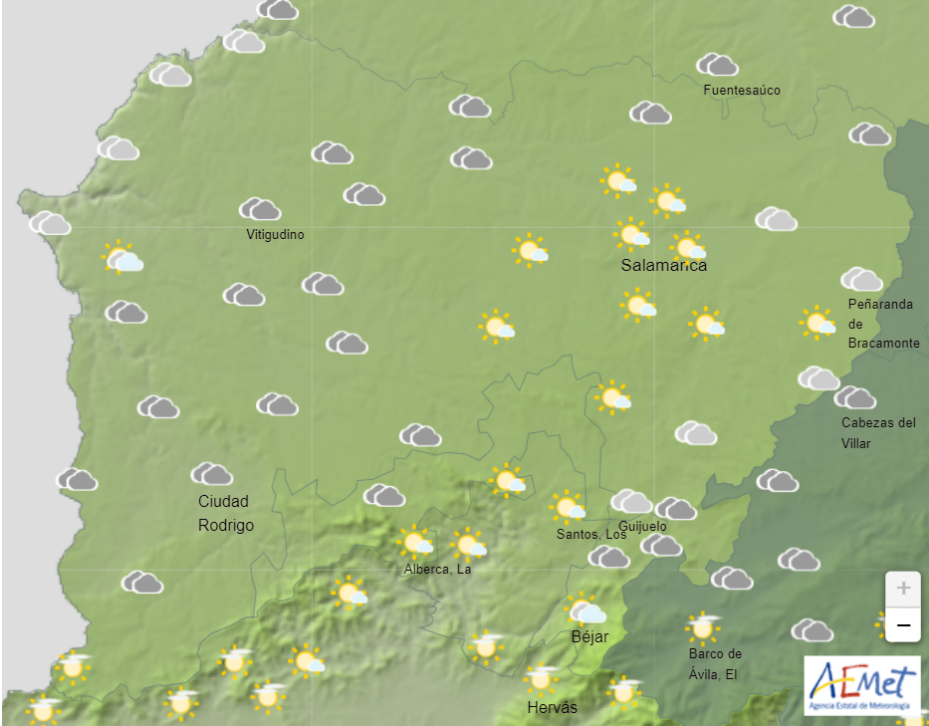 Fuentesaúco
Vitigudino
Salamanca
Peñaranda
de
Bracamonte
Cabezas del
Villar
Ciudad
Rodrigo
Guijuelo
Santos, Los
Alberca, La
Béjar
Barco de
Ávila, El
Hervás
+
−
AEMet
Agencia Estatal de Meteorología